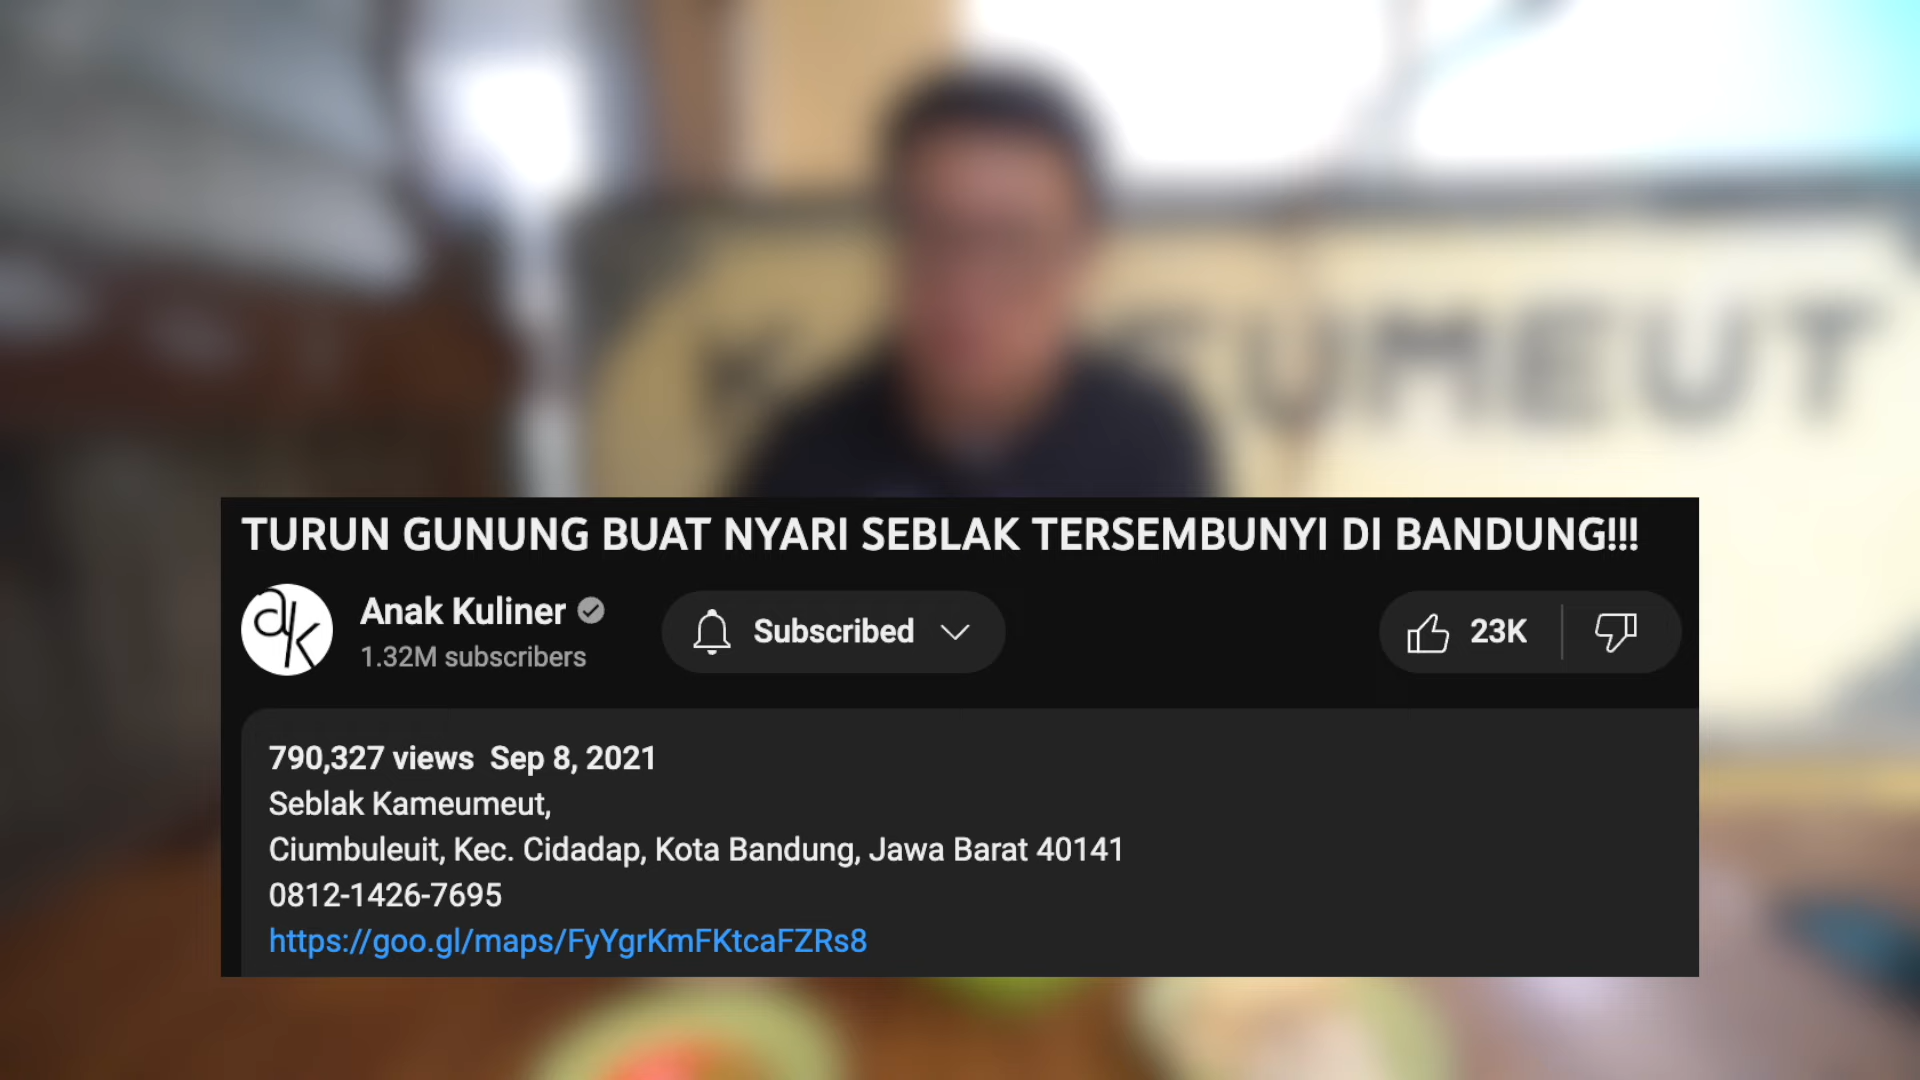 TURUN GUNUNG BUAT NYARI SEBLAK TERSEMBUNYI DI BANDUNG!!!
Anak Kuliner
1.32M subscribers
Subscribed
23K
790,327 views Sep 8, 2021
Seblak Kameumeut,
Ciumbuleuit, Kec. Cidadap, Kota Bandung, Jawa Barat 40141
0812-1426-7695
https://goo.gl/maps/FyYgrKmFKtcaFZRs8